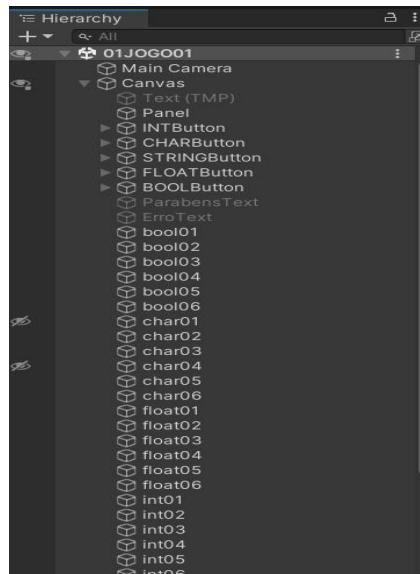 Hierarchy
All
01JOGO01
Main Camera
Canvas
Text (TMP)
Panel
INTButton
CHARButton
STRINGButton
FLOATButton
BOOLButton
ParabensText
ErroText
bool01
bool02
bool03
bool04
bool05
bool06
char01
char02
char03
char04
char05
char06
float01
float02
float03
float04
float05
float06
int01
int02
int03
int04
int05
int06